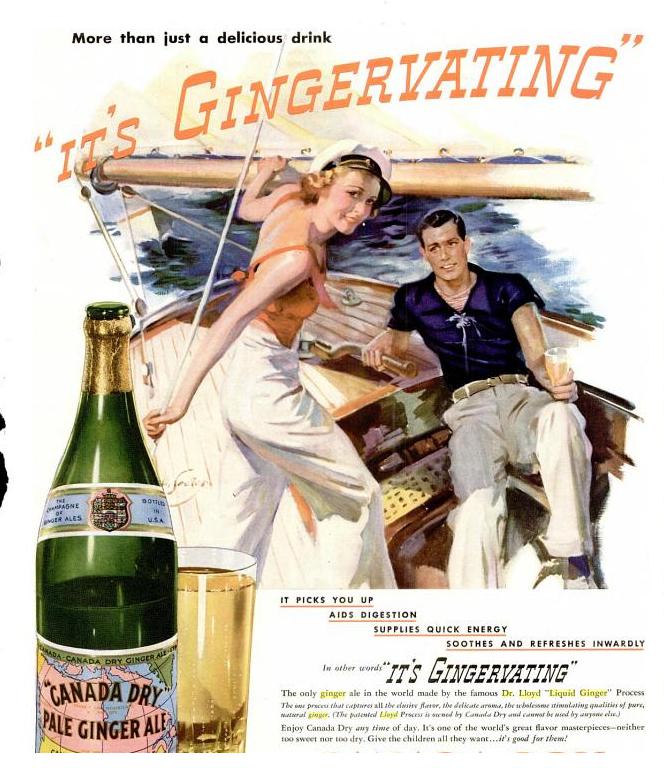 More than just a delicious drink
"IT'S GINGERVATING"
THE CHAMPAGNE OF GINGER ALES
BOTTLED IN U.S.A.
CANADA DRY GINGER ALE
"CANADA DRY"
PALE GINGER ALE
IT PICKS YOU UP
AIDS DIGESTION
SUPPLIES QUICK ENERGY
SOOTHES AND REFRESHES INWARDLY
In other words "IT'S GINGERVATING"
The only ginger ale in the world made by the famous Dr. Lloyd "Liquid Ginger" Process
The one process that captures all the elusive flavor, the delicate aroma, the wholesome stimulating qualities of pure,
natural ginger. (The patented Lloyd Process is owned by Canada Dry and cannot be used by anyone else.)
Enjoy Canada Dry any time of day. It's one of the world's great flavor masterpieces—neither
too sweet nor too dry. Give the children all they want...it's good for them!